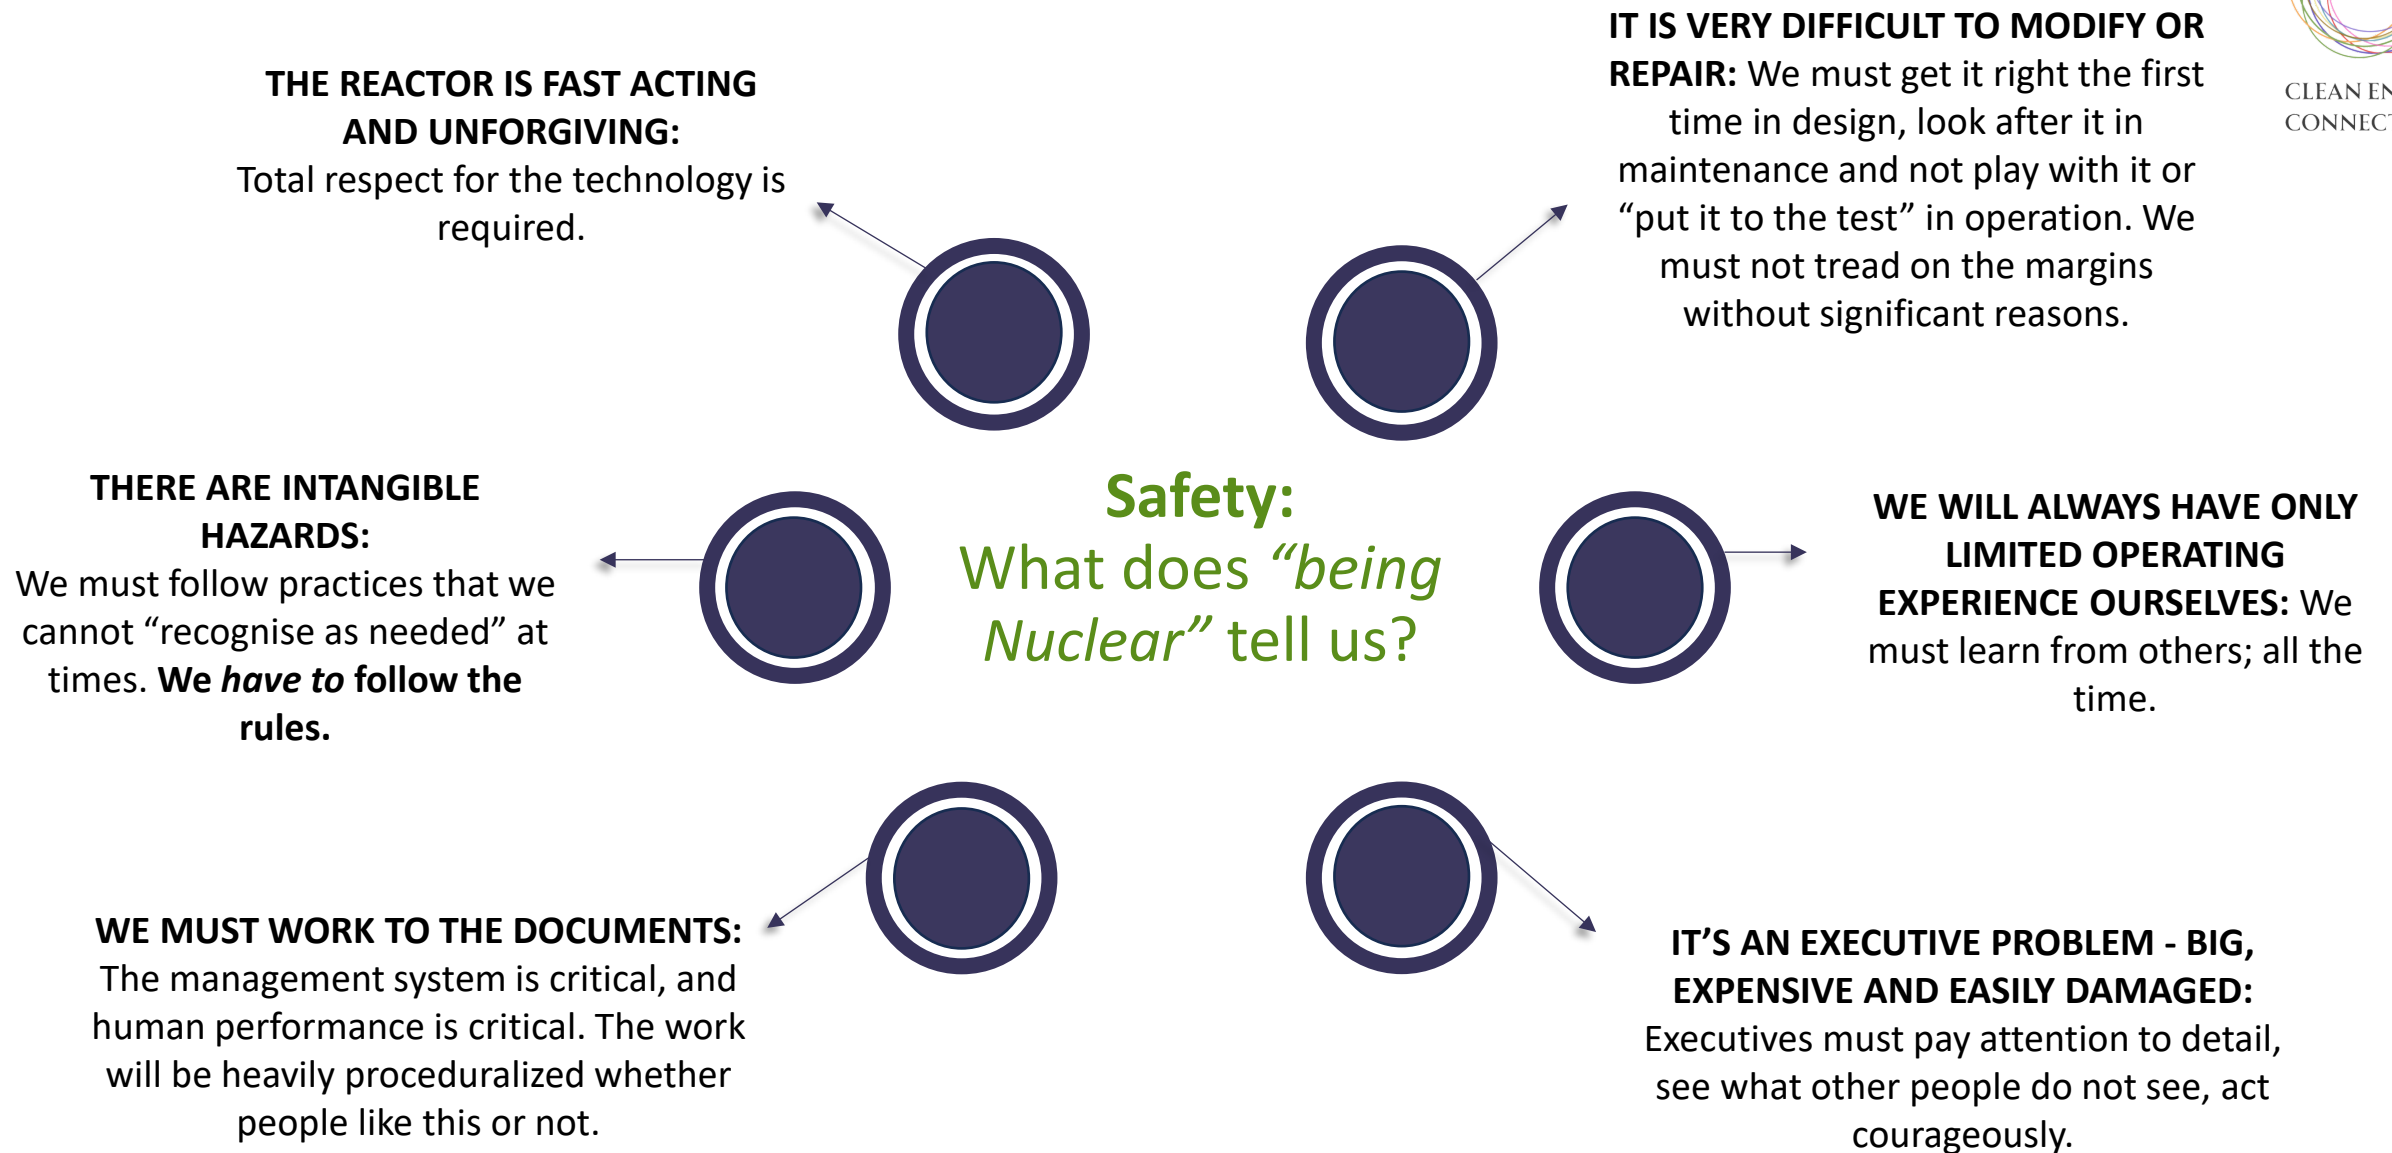 THE REACTOR IS FAST ACTING
AND UNFORGIVING:
Total respect for the technology is
required.
IT IS VERY DIFFICULT TO MODIFY OR
REPAIR: We must get it right the first
time in design, look after it in
maintenance and not play with it or
“put it to the test” in operation. We
must not tread on the margins
without significant reasons.
CLEAN
THERE ARE INTANGIBLE
HAZARDS:
We must follow practices that we
cannot “recognise as needed” at
times. We have to follow the
rules.
Safety:
What does “being
Nuclear” tell us?
WE WILL ALWAYS HAVE ONLY
LIMITED OPERATING
EXPERIENCE OURSELVES: We
must learn from others; all the
time.
WE MUST WORK TO THE DOCUMENTS:
The management system is critical, and
human performance is critical. The work
will be heavily proceduralized whether
people like this or not.
IT’S AN EXECUTIVE PROBLEM - BIG,
EXPENSIVE AND EASILY DAMAGED:
Executives must pay attention to detail,
see what other people do not see, act
courageously.